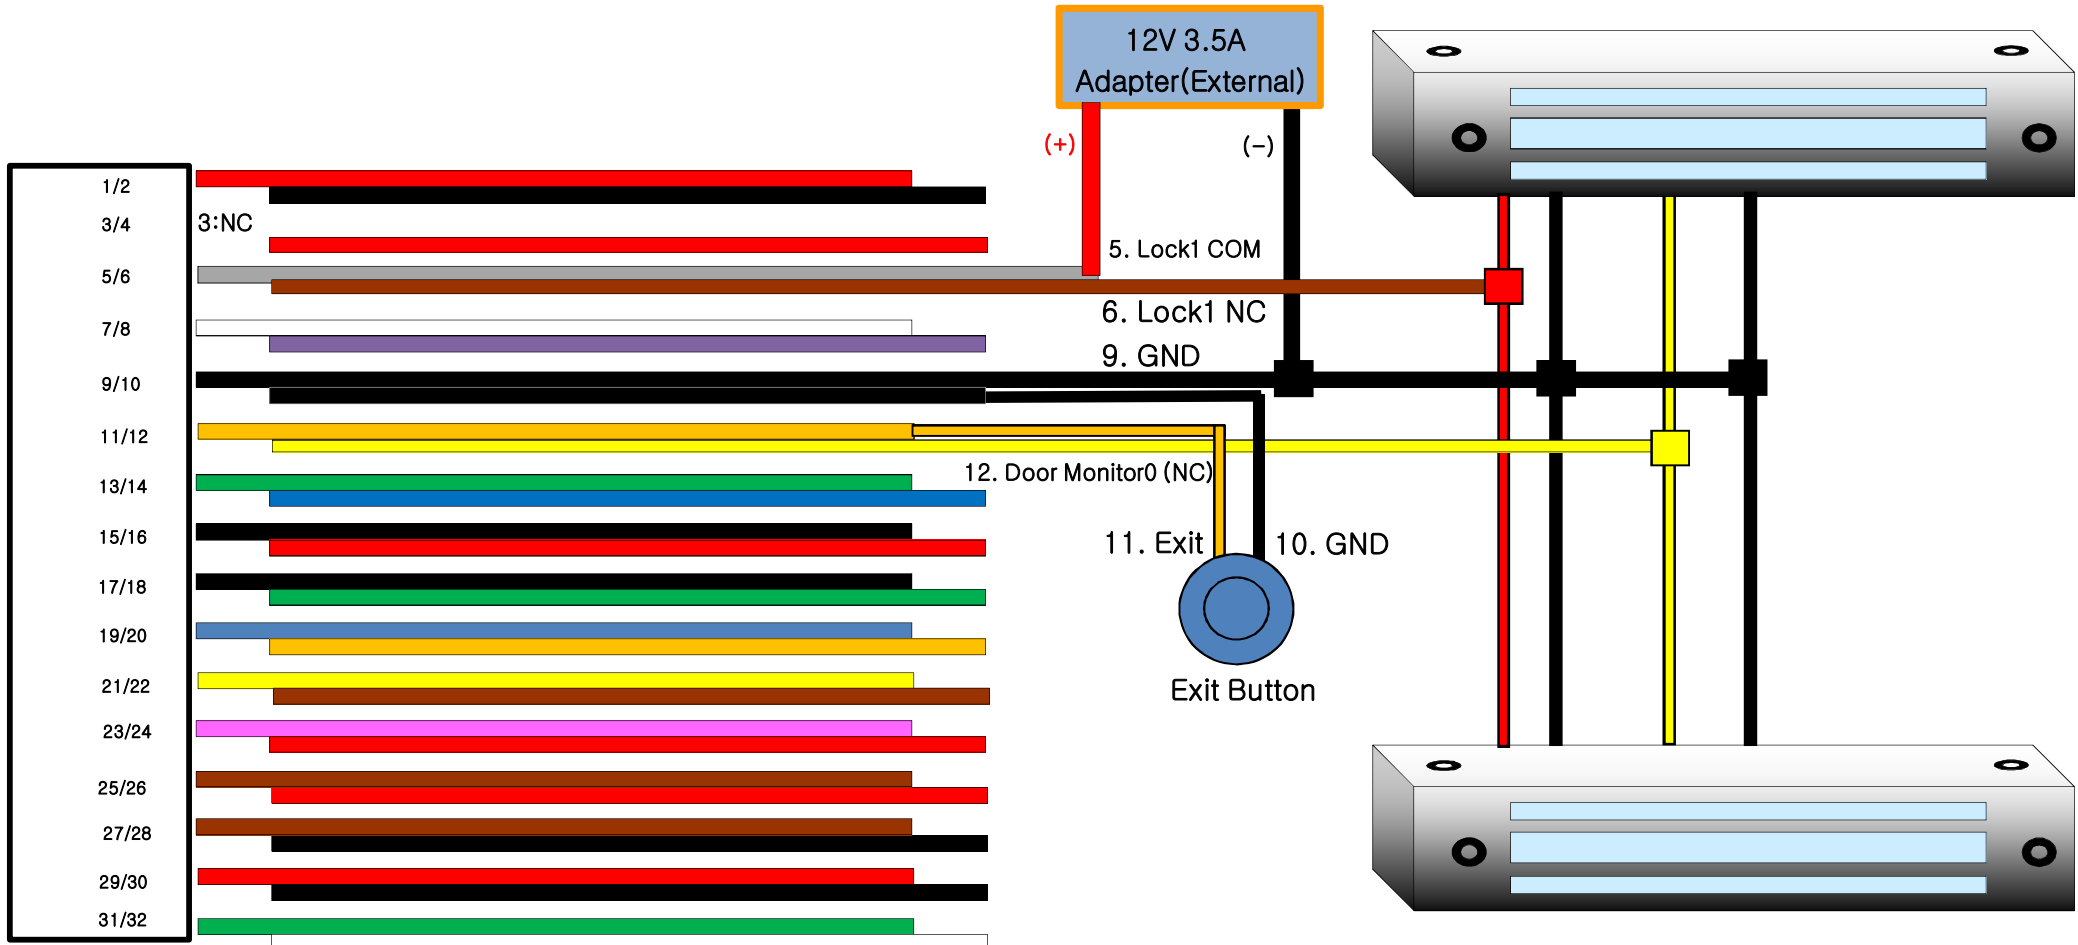 12V 3.5A
Adapter(External)
(+)
(-)
1/2
3/4
3:NC
5. Lock1 COM
5/6
6. Lock1 NC
7/8
9. GND
9/10
11/12
12. Door Monitor0 (NC)
13/14
15/16
11. Exit
10. GND
17/18
19/20
21/22
Exit Button
23/24
25/26
27/28
29/30
31/32